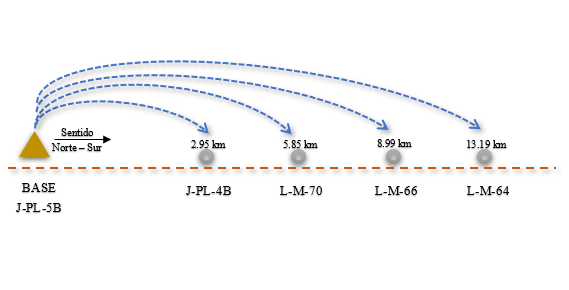 Sentido
Norte – Sur
2.95 km
5.85 km
8.99 km
13.19 km
BASE
J-PL-5B
J-PL-4B
L-M-70
L-M-66
L-M-64